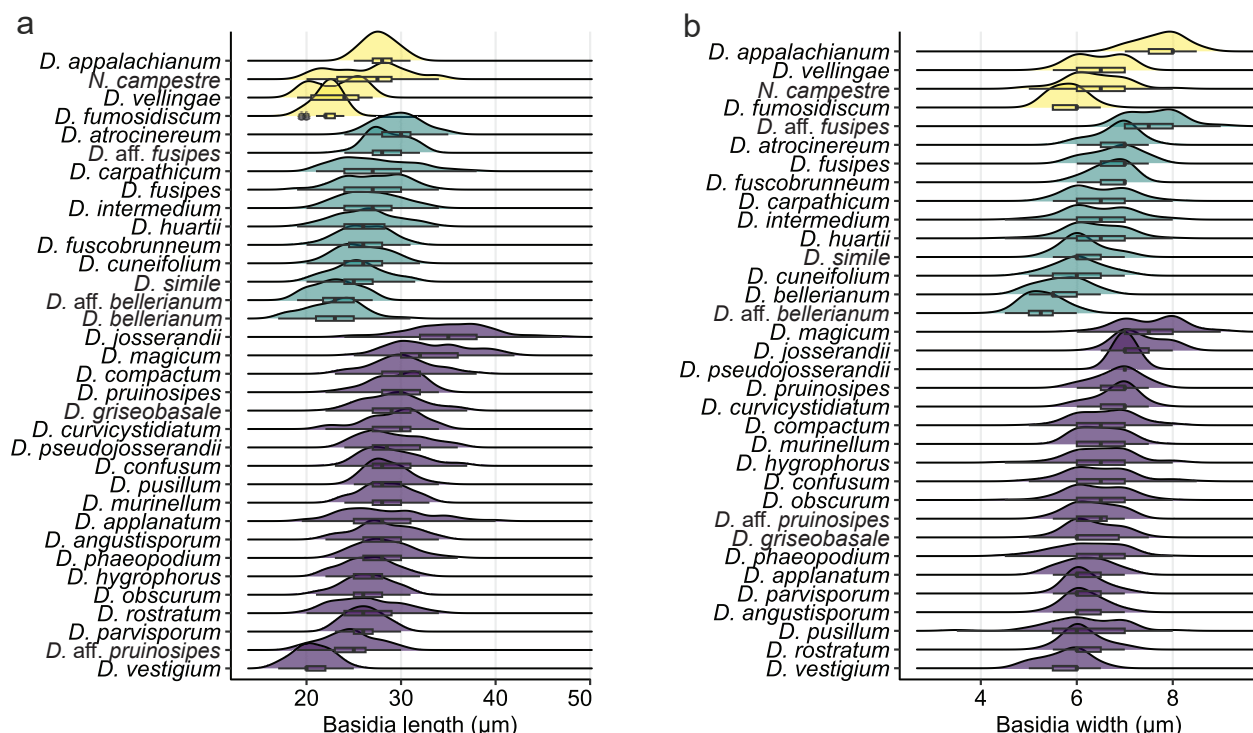 a
D. appalachianum
N. campestre
D. vellingae
D. fumosidiscum
D. atrocinereum
D. aff. fusipes
D. carpathicum
D. fusipes
D. intermedium
D. huartii
D. fuscobrunneum
D. cuneifolium
D. simile
D. aff. bellerianum
D. bellerianum
D. josserandii
D. magicum
D. compactum
D. pruinosipes
D. griseobasale
D. curvicystidiatum
D. pseudojosserandii
D. confusum
D. pusillum
D. murinellum
D. applanatum
D. angustisporum
D. phaeopodium
D. hygrophorus
D. obscurum
D. rostratum
D. parvisporum
D. aff. pruinosipes
D. vestigium
20 30 40 50
Basidia length (µm)
b
D. appalachianum
D. vellingae
N. campestre
D. fumosidiscum
D. aff. fusipes
D. atrocinereum
D. fusipes
D. fuscobrunneum
D. carpathicum
D. intermedium
D. huartii
D. simile
D. cuneifolium
D. bellerianum
D. aff. bellerianum
D. magicum
D. josserandii
D. pseudojosserandii
D. pruinosipes
D. curvicystidiatum
D. compactum
D. murinellum
D. hygrophorus
D. confusum
D. obscurum
D. aff. pruinosipes
D. griseobasale
D. phaeopodium
D. applanatum
D. parvisporum
D. angustisporum
D. pusillum
D. rostratum
D. vestigium
4 6 8
Basidia width (µm)